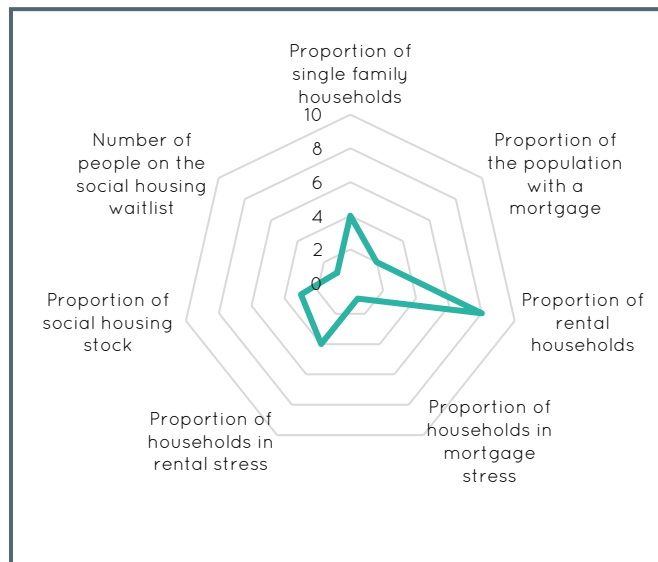 Proportion of
single family
households
10
8
6
4
2
0
Proportion of
the population
with a
mortgage
Proportion of
rental
households
Proportion of
households in
mortgage
stress
Proportion of
households in
rental stress
Proportion of
social housing
stock
Number of
people on the
social housing
waitlist